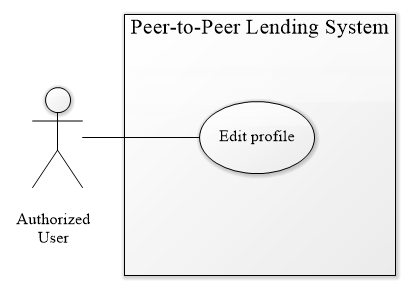 Peer-to-Peer Lending System
Edit profile
Authorized
User